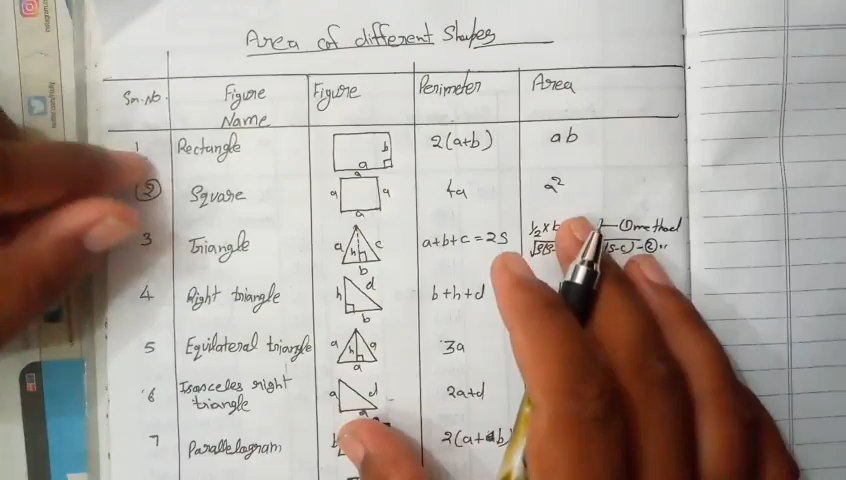 Area of different Shapes
Sr.No. Figure Name Figure Perimeter Area
1 Rectangle a b 2(a+b) ab
2 Square a a a a 4a a²
3 Triangle a h c b a+b+c=2S ½×b ①method
√S(S- (S-c) - ②''
4 Right triangle h d b b+h+d
5 Equilateral triangle a h a a 3a
6 Isosceles right triangle a d a 2a+d
7 Parallelogram b 2(a+b)